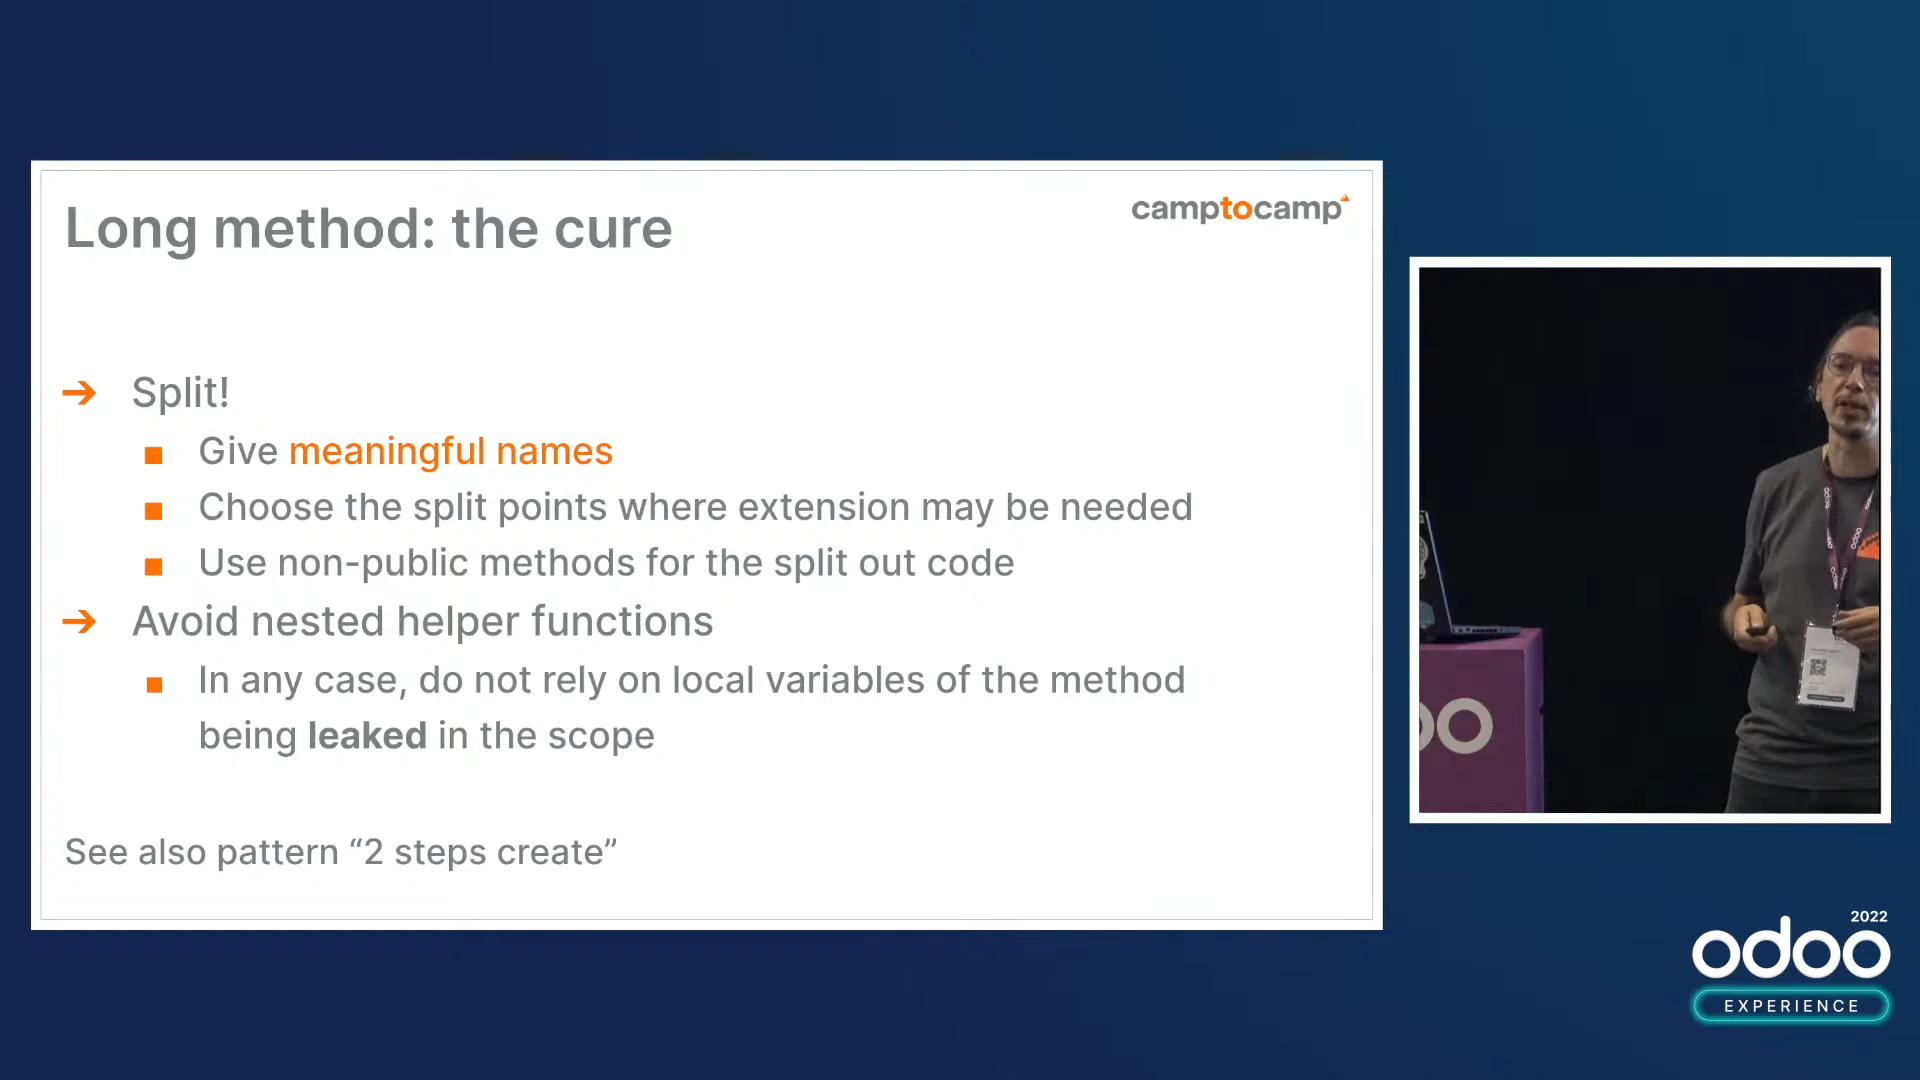 Long method: the cure
camptocamp
➔ Split!
■ Give meaningful names
■ Choose the split points where extension may be needed
■ Use non-public methods for the split out code
➔ Avoid nested helper functions
■ In any case, do not rely on local variables of the method
being leaked in the scope
See also pattern “2 steps create”
2022
odoo
EXPERIENCE